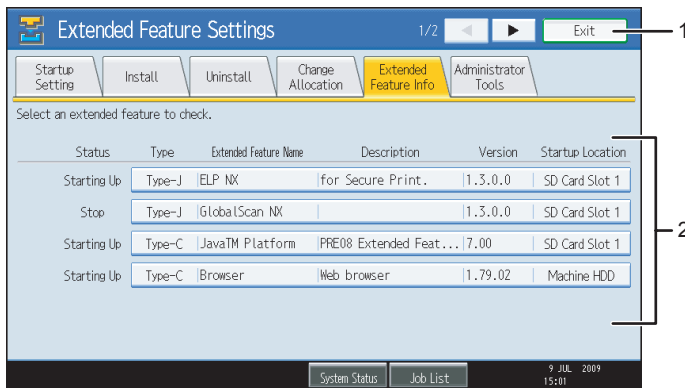 Extended Feature Settings 1/2 ◄ ► Exit 1
Startup Setting Install Uninstall Change Allocation Extended Feature Info Administrator Tools
Select an extended feature to check.
Status Type Extended Feature Name Description Version Startup Location
Starting Up Type-J ELP NX for Secure Print. 1.3.0.0 SD Card Slot 1
Stop Type-J GlobalScan NX 1.3.0.0 SD Card Slot 1
2
Starting Up Type-C JavaTM Platform PRE08 Extended Feat... 7.00 SD Card Slot 1
Starting Up Type-C Browser Web browser 1.79.02 Machine HDD
System Status Job List 9 JUL 2009
15:01